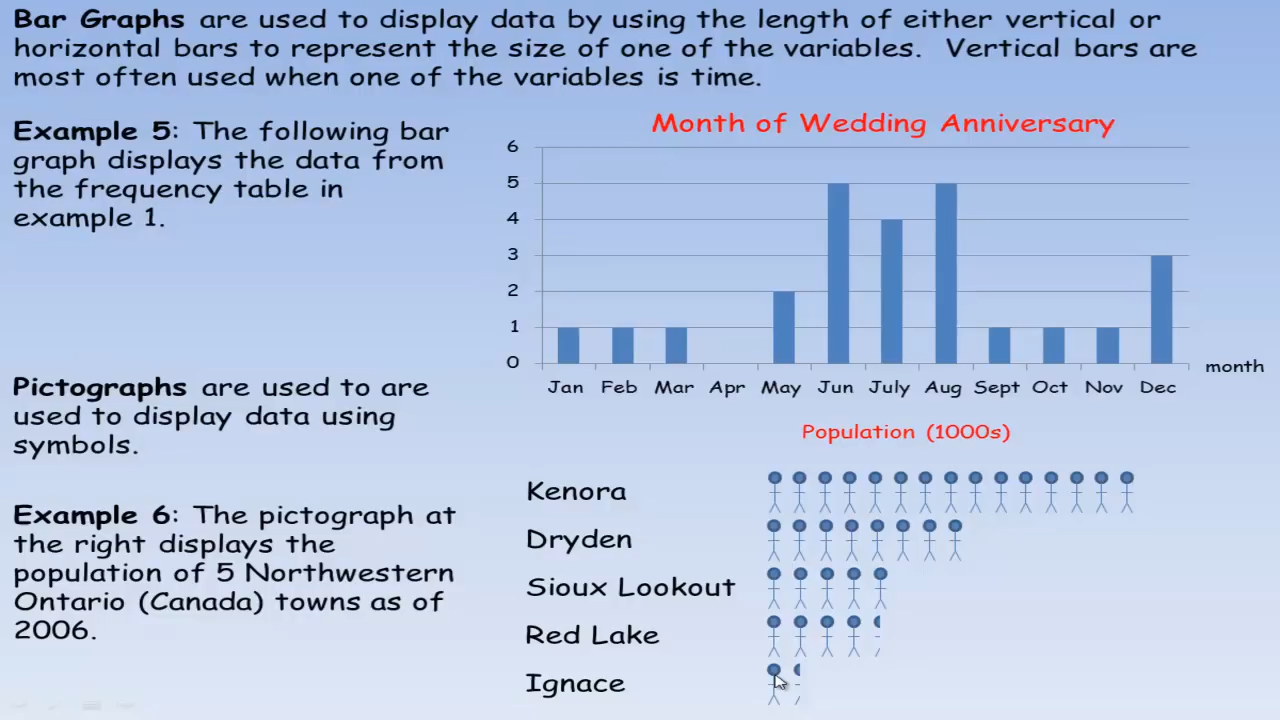 Bar Graphs are used to display data by using the length of either vertical or
horizontal bars to represent the size of one of the variables. Vertical bars are
most often used when one of the variables is time.
Example 5: The following bar
graph displays the data from
the frequency table in
example 1.
Month of Wedding Anniversary
6
5
4
3
2
1
0
Jan Feb Mar Apr May Jun July Aug Sept Oct Nov Dec
month
Pictographs are used to are
used to display data using
symbols.
Example 6: The pictograph at
the right displays the
population of 5 Northwestern
Ontario (Canada) towns as of
2006.
Population (1000s)
Kenora
Dryden
Sioux Lookout
Red Lake
Ignace